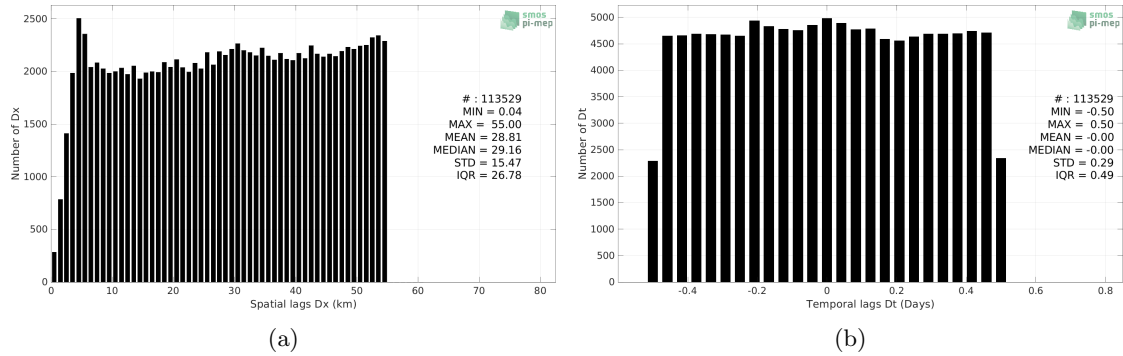 smos
pi-mep
2500
2000
1500
1000
500
0
Number of Dx
# : 113529
MIN = 0.04
MAX = 55.00
MEAN = 28.81
MEDIAN = 29.16
STD = 15.47
IQR = 26.78
0 10 20 30 40 50 60 70 80
Spatial lags Dx (km)
(a)
smos
pi-mep
5000
4500
4000
3500
3000
2500
2000
1500
1000
500
0
Number of Dt
# : 113529
MIN = -0.50
MAX = 0.50
MEAN = -0.00
MEDIAN = -0.00
STD = 0.29
IQR = 0.49
-0.4 -0.2 0 0.2 0.4 0.6 0.8
Temporal lags Dt (Days)
(b)